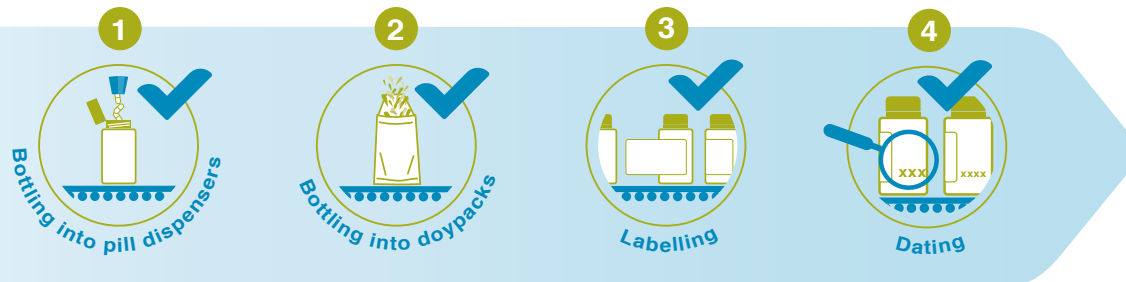 1
Bottling into pill dispensers
2
Bottling into doypacks
3
Labelling
4
xxx
xxxx
Dating